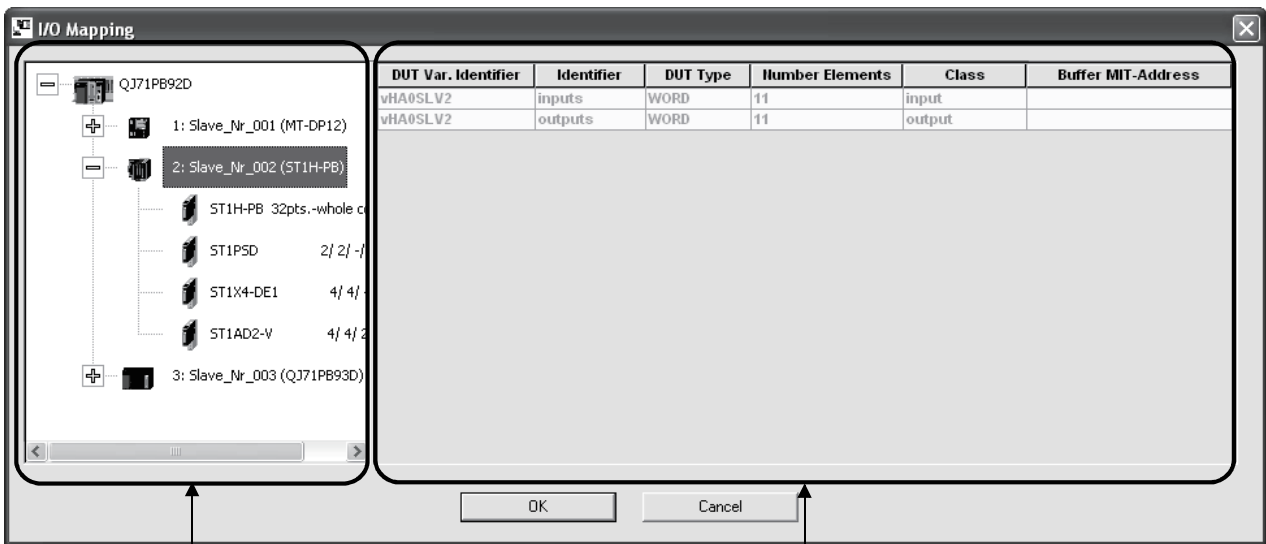 I/O Mapping
QJ71PB92D
1: Slave_Nr_001 (MT-DP12)
2: Slave_Nr_002 (ST1H-PB)
ST1H-PB 32pts.-whole
ST1PSD 2/ 2/ -/
ST1X4-DE1 4/ 4/
ST1AD2-V 4/ 4/ 2
3: Slave_Nr_003 (QJ71PB93D)
DUT Var. Identifier Identifier DUT Type Number Elements Class Buffer MIT-Address
vHA0SLV2 inputs WORD 11 input
vHA0SLV2 outputs WORD 11 output
OK Cancel